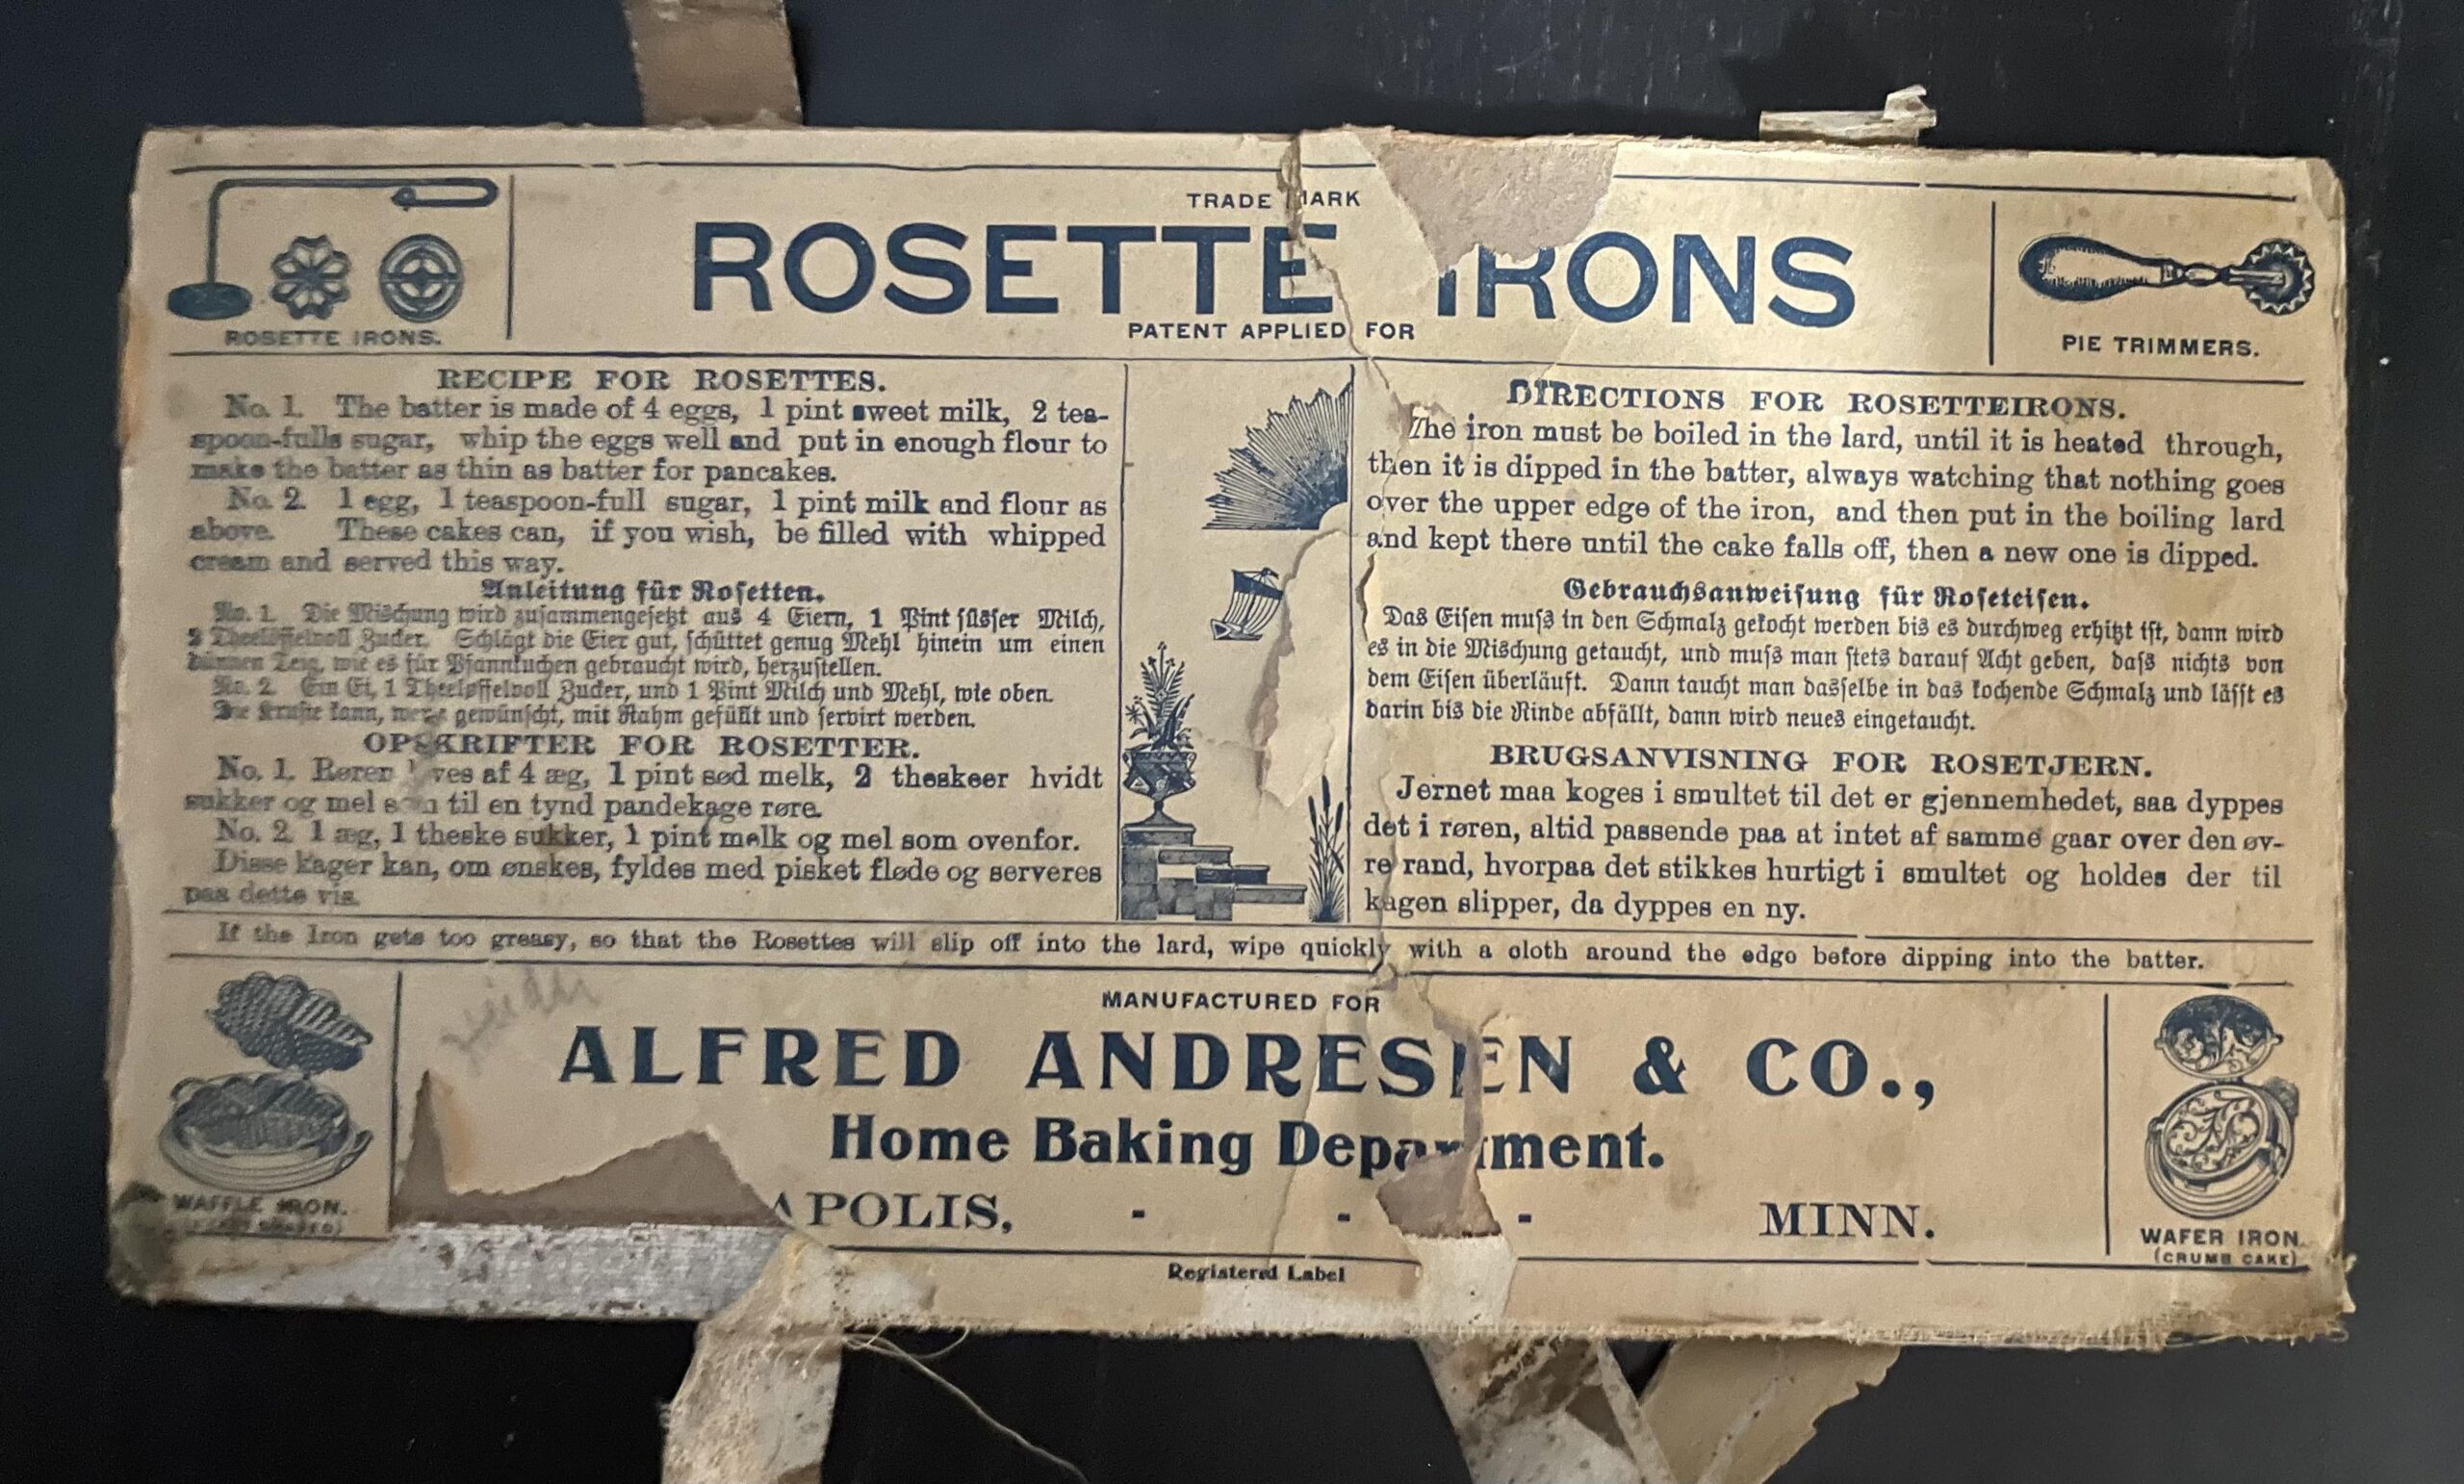 TRADE MARK
ROSETTE IRONS
PATENT APPLIED FOR
ROSETTE IRONS.
PIE TRIMMERS.
RECIPE FOR ROSETTES.
No. 1. The batter is made of 4 eggs, 1 pint sweet milk, 2 tea-
spoon-fulls sugar, whip the eggs well and put in enough flour to
make the batter as thin as batter for pancakes.
No. 2. 1 egg, 1 teaspoon-full sugar, 1 pint milk and flour as
above. These cakes can, if you wish, be filled with whipped
cream and served this way.
Anleitung für Rosetten.
No. 1. Die Mischung wird zusammengesetzt aus 4 Eiern, 1 Pint süsser Milch,
2 Theelöffelvoll Zucker. Schlägt die Eier gut, schüttet genug Mehl hinein um einen
dünnen Teig, wie es für Pfannkuchen gebraucht wird, herzustellen.
No. 2. Ein Ei, 1 Theeløffelvoll Zucker, und 1 Pint Milch und Mehl, wie oben.
Die Kruste kann, gewünscht, mit Rahm gefüllt und servirt werden.
OPSKRIFTER FOR ROSETTER.
No. 1. Røren af 4 æg, 1 pint sød melk, 2 theskeer hvidt
sukker og mel som til en tynd pandekage røre.
No. 2. 1 æg, 1 theske sukker, 1 pint melk og mel som ovenfor.
Disse kager kan, om ønskes, fyldes med pisket fløde og serveres
paa dette vis.
DIRECTIONS FOR ROSETTEIRONS.
The iron must be boiled in the lard, until it is heated through,
then it is dipped in the batter, always watching that nothing goes
over the upper edge of the iron, and then put in the boiling lard
and kept there until the cake falls off, then a new one is dipped.
Gebrauchsanweisung für Roseteisen.
Das Eisen muss in den Schmalz gekocht werden bis es durchweg erhitzt ist, dann wird
es in die Mischung getaucht, und muss man stets darauf Acht geben, dass nichts von
dem Eisen überläuft. Dann taucht man dasselbe in das kochende Schmalz und lässt es
darin bis die Rinde abfällt, dann wird neues eingetaucht.
BRUGSANVISNING FOR ROSETJERN.
Jernet maa koges i smultet til det er gjennemhedet, saa dyppes
det i røren, altid passende paa at intet af samme gaar over den øv-
re rand, hvorpaa det stikkes hurtigt i smultet og holdes der til
kagen slipper, da dyppes en ny.
If the Iron gets too greasy, so that the Rosettes will slip off into the lard, wipe quickly with a cloth around the edge before dipping into the batter.
MANUFACTURED FOR
ALFRED ANDRESEN & CO.,
Home Baking Department.
APOLIS, - - - MINN.
Registered Label
WAFFLE IRON.
WAFER IRON.
(CRUMB CAKE)